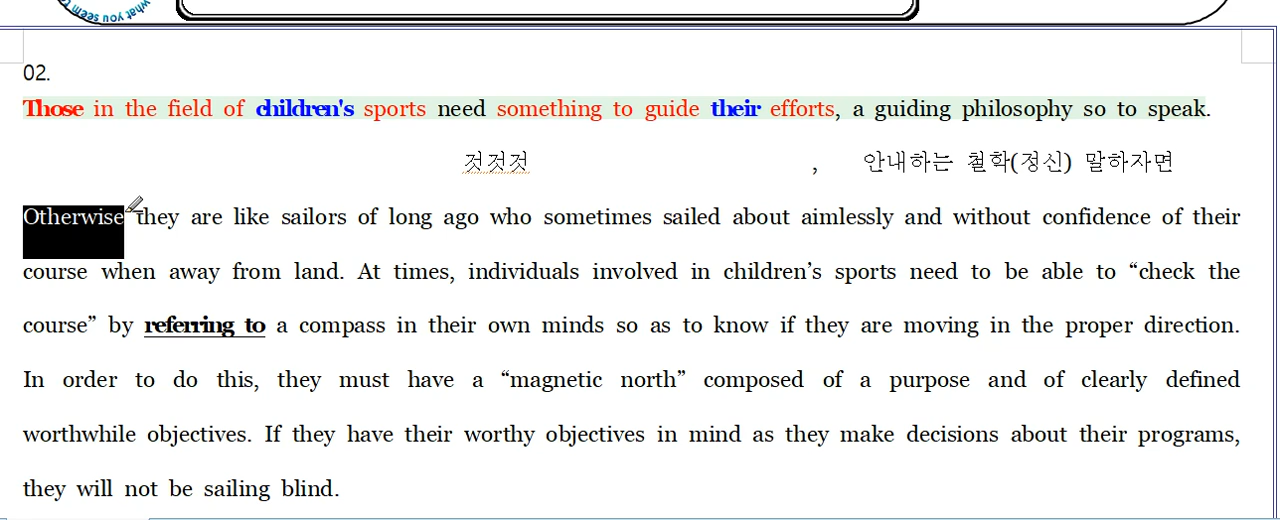 what you seem
02.
Those in the field of children's sports need something to guide their efforts, a guiding philosophy so to speak.
것것것 , 안내하는 철학(정신) 말하자면
Otherwise they are like sailors of long ago who sometimes sailed about aimlessly and without confidence of their
course when away from land. At times, individuals involved in children’s sports need to be able to “check the
course” by referring to a compass in their own minds so as to know if they are moving in the proper direction.
In order to do this, they must have a “magnetic north” composed of a purpose and of clearly defined
worthwhile objectives. If they have their worthy objectives in mind as they make decisions about their programs,
they will not be sailing blind.